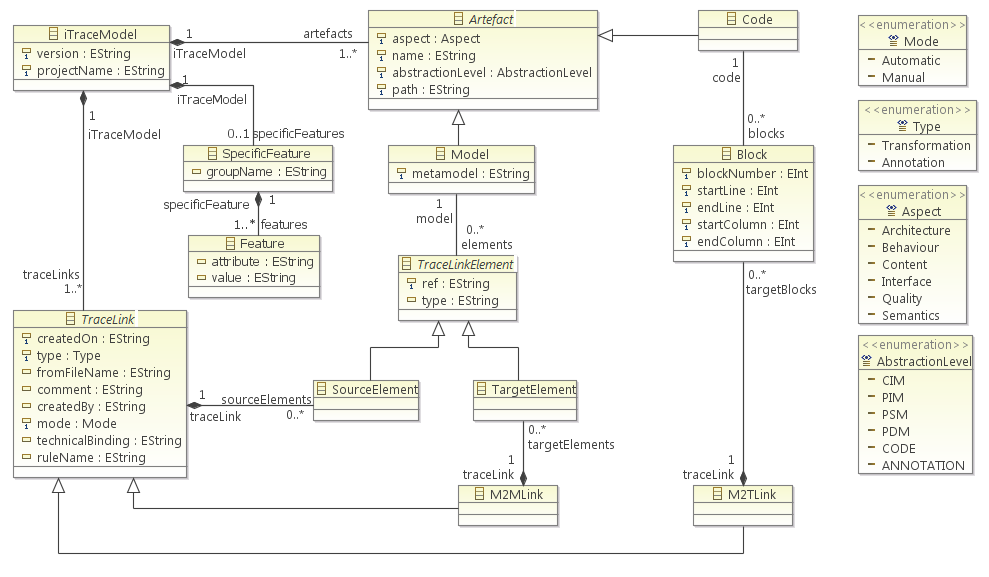 iTraceModel
version : EString
projectName : EString
1
iTraceModel
artefacts
1..*
Artefact
aspect : Aspect
name : EString
abstractionLevel : AbstractionLevel
path : EString
Code
1
code
0..*
blocks
<<enumeration>>
Mode
Automatic
Manual
1
iTraceModel
0..1 specificFeatures
1
iTraceModel
SpecificFeature
groupName : EString
specificFeature 1
1..* features
Feature
attribute : EString
value : EString
Model
metamodel : EString
1
model
0..*
elements
Block
blockNumber : EInt
startLine : EInt
endLine : EInt
startColumn : EInt
endColumn : EInt
<<enumeration>>
Type
Transformation
Annotation
<<enumeration>>
Aspect
Architecture
Behaviour
Content
Interface
Quality
Semantics
TraceLinkElement
ref : EString
type : EString
0..*
targetBlocks
traceLinks
1..*
TraceLink
createdOn : EString
type : Type
fromFileName : EString
comment : EString
createdBy : EString
mode : Mode
technicalBinding : EString
ruleName : EString
1 sourceElements
traceLink 0..*
SourceElement
TargetElement
0..*
targetElements
1
traceLink
M2MLink
1
traceLink
M2TLink
<<enumeration>>
AbstractionLevel
CIM
PIM
PSM
PDM
CODE
ANNOTATION